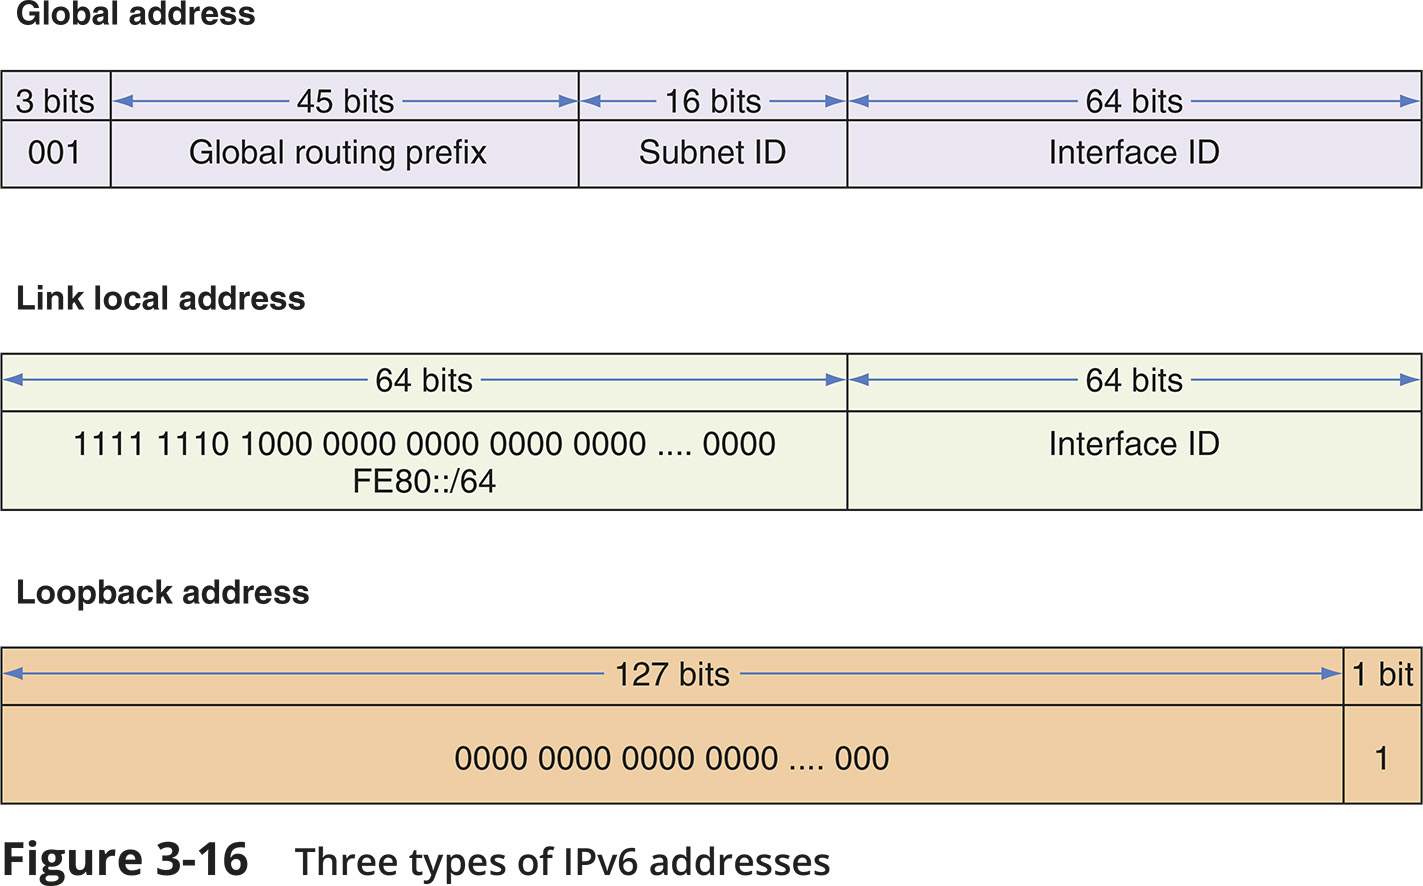 Global address
3 bits 45 bits 16 bits 64 bits
001 Global routing prefix Subnet ID Interface ID
Link local address
64 bits 64 bits
1111 1110 1000 0000 0000 0000 0000 .... 0000 Interface ID
FE80::/64
Loopback address
127 bits 1 bit
0000 0000 0000 0000 .... 000 1
Figure 3-16 Three types of IPv6 addresses